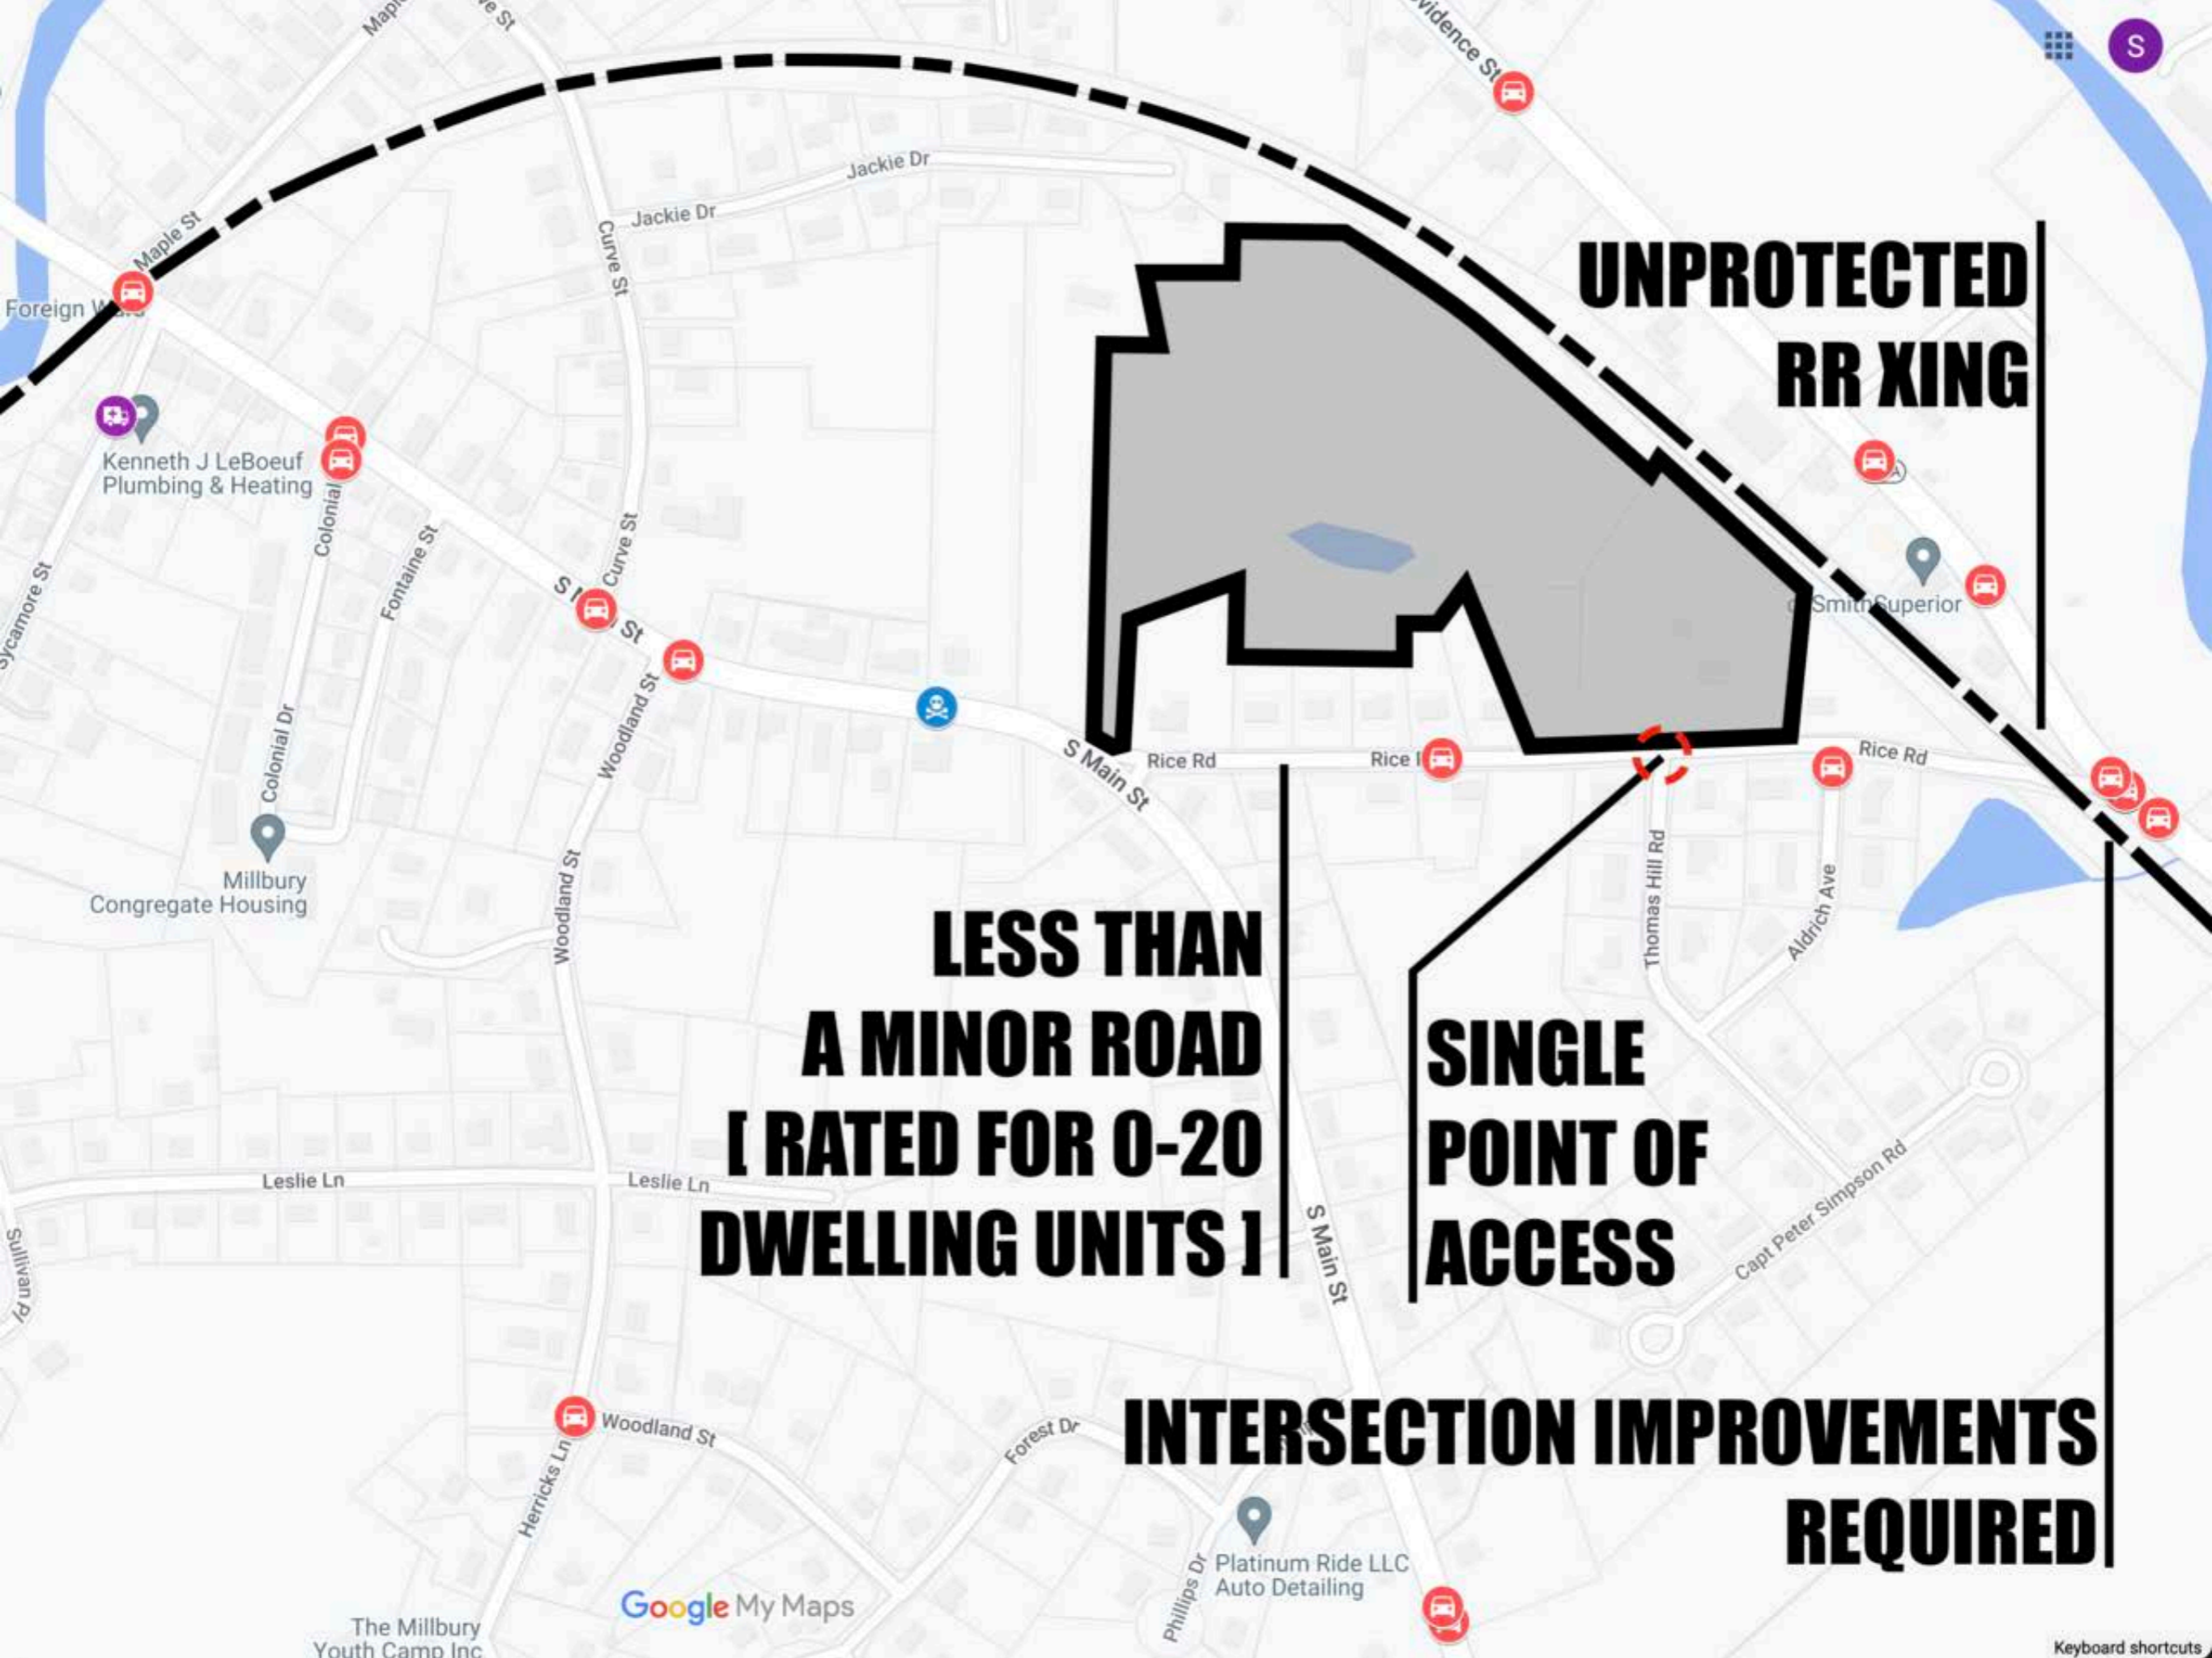 Maple St
Jackie Dr
Jackie Dr
Curve St
Maple St
S
UNPROTECTED
RR XING
Kenneth J LeBoeuf
Plumbing & Heating
Colonial
Fontaine St
Curve St
St
Sycamore St
SmithSuperior
Woodland St
Colonial Dr
S Main St
Rice Rd
Rice
Rice Rd
Millbury
Congregate Housing
Woodland St
Thomas Hill Rd
Aldrich Ave
LESS THAN
A MINOR ROAD
[ RATED FOR 0-20
DWELLING UNITS ]
SINGLE
POINT OF
ACCESS
Leslie Ln
Leslie Ln
Sullivan Pl
S Main St
Capt Peter Simpson Rd
INTERSECTION IMPROVEMENTS
REQUIRED
Woodland St
Herricks Ln
Forest Dr
Phillips Dr
Platinum Ride LLC
Auto Detailing
Google My Maps
The Millbury
Youth Camp Inc
Keyboard shortcuts